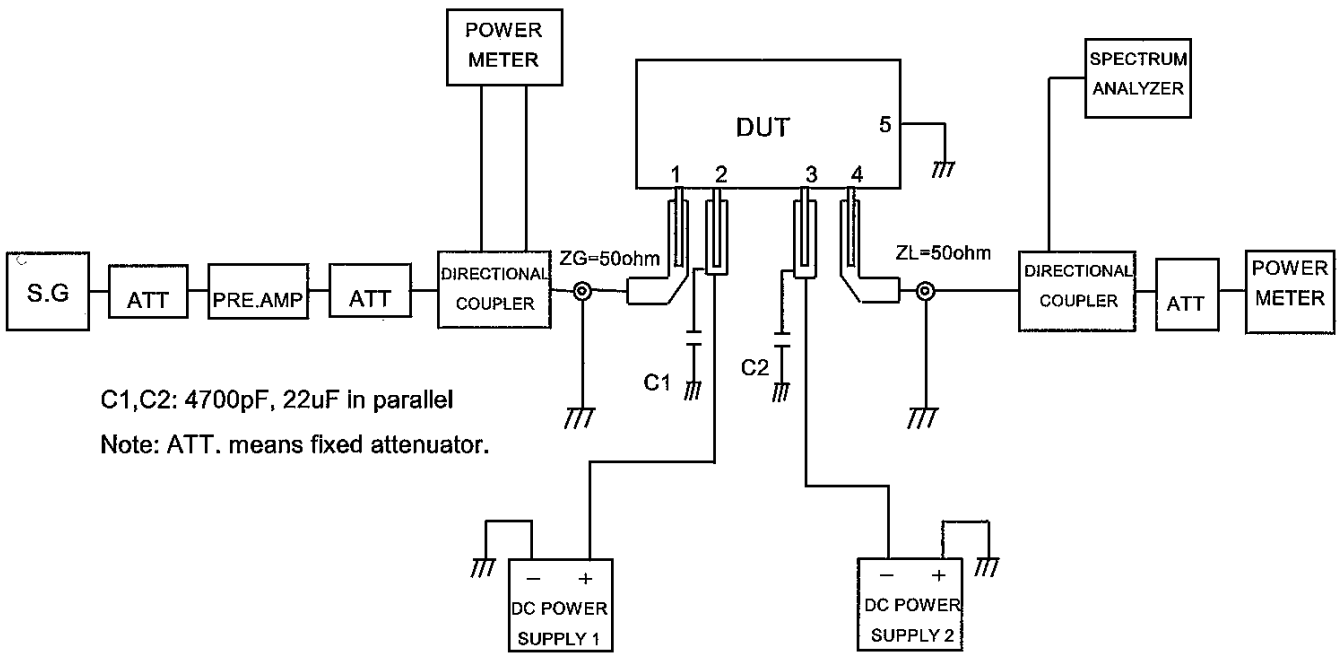 POWER
METER
SPECTRUM
ANALYZER
DUT
5
1
2
3
4
S.G
ATT
PRE.AMP
ATT
DIRECTIONAL
COUPLER
ZG=50ohm
ZL=50ohm
DIRECTIONAL
COUPLER
ATT
POWER
METER
C1
C2
C1,C2: 4700pF, 22uF in parallel
Note: ATT. means fixed attenuator.
− +
DC POWER
SUPPLY 1
− +
DC POWER
SUPPLY 2